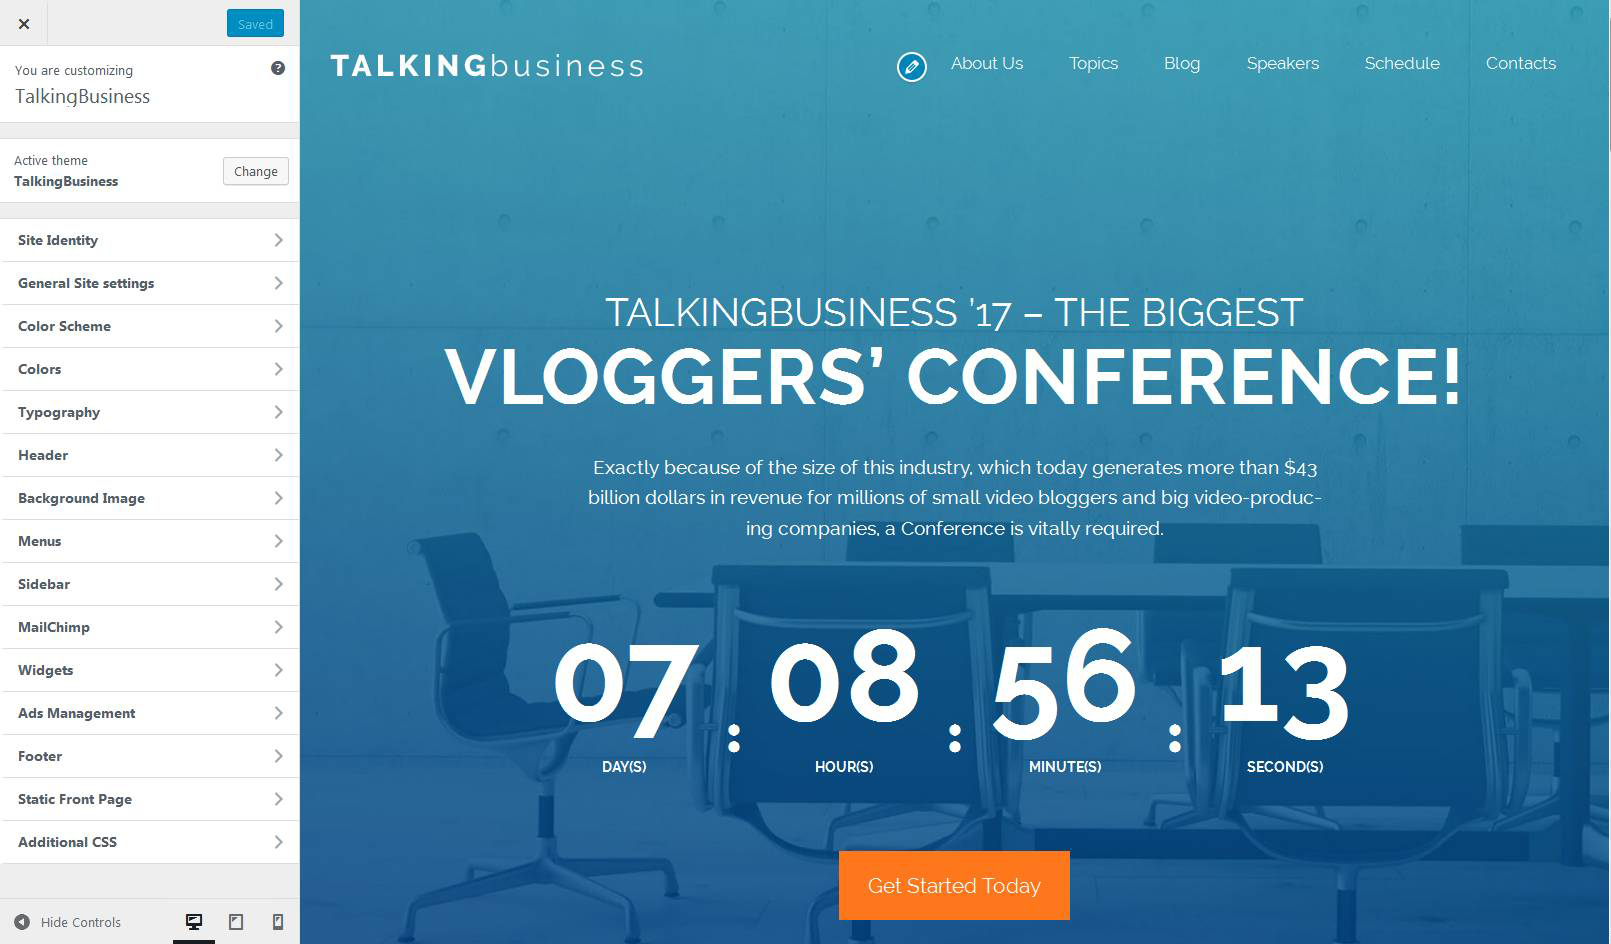 Saved
You are customizing
TalkingBusiness
Active theme
TalkingBusiness
Change
Site Identity
General Site settings
Color Scheme
Colors
Typography
Header
Background Image
Menus
Sidebar
MailChimp
Widgets
Ads Management
Footer
Static Front Page
Additional CSS
Hide Controls
TALKINGbusiness
About Us Topics Blog Speakers Schedule Contacts
TALKINGBUSINESS ’17 – THE BIGGEST
VLOGGERS’ CONFERENCE!
Exactly because of the size of this industry, which today generates more than $43
billion dollars in revenue for millions of small video bloggers and big video-produc-
ing companies, a Conference is vitally required.
07 : 08 : 56 : 13
DAY(S) HOUR(S) MINUTE(S) SECOND(S)
Get Started Today